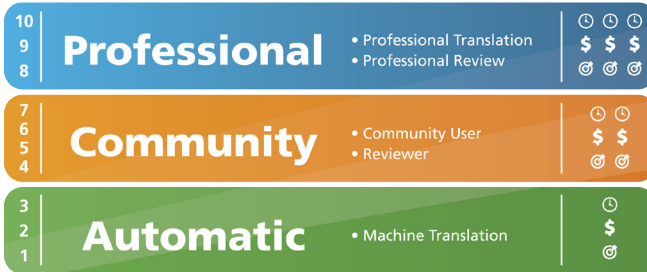 10
9
8
Professional
• Professional Translation
• Professional Review
$ $ $
7
6
5
4
Community
• Community User
• Reviewer
$ $
3
2
1
Automatic
• Machine Translation
$